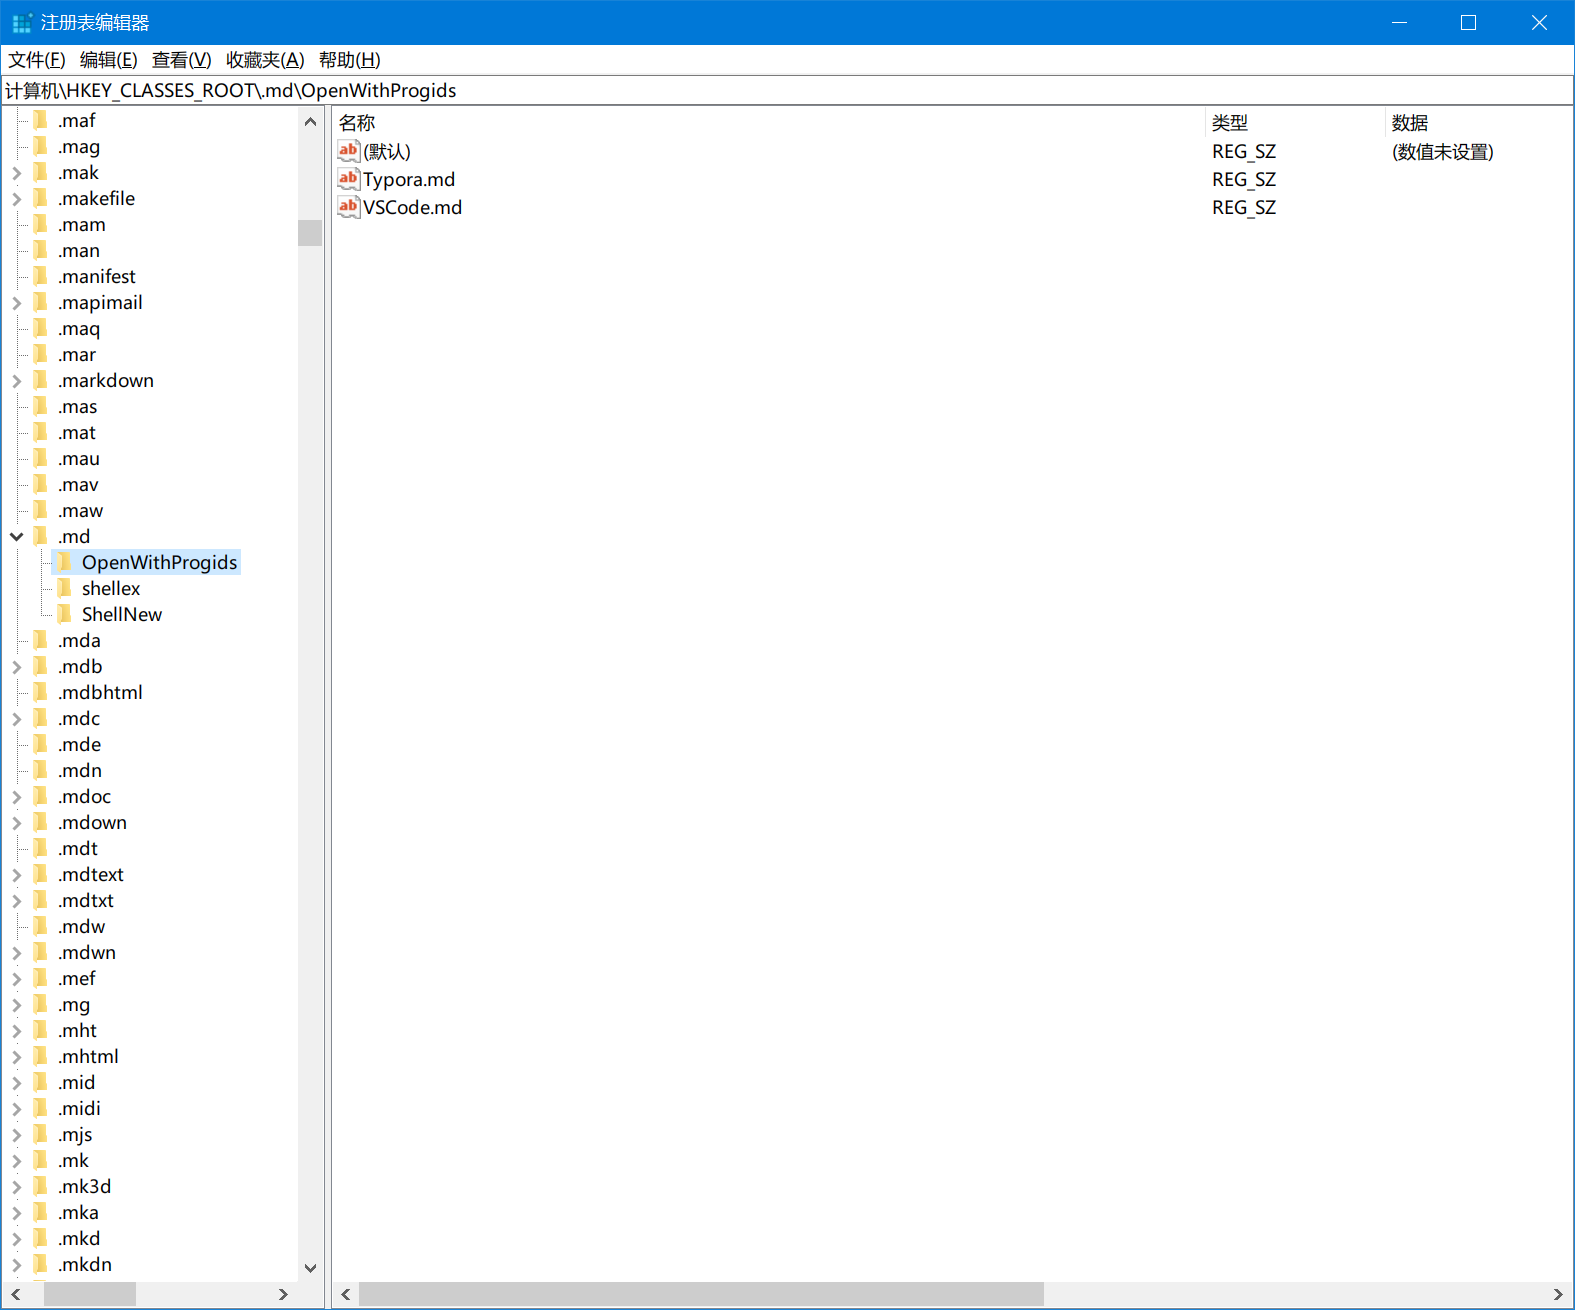 注册表编辑器
文件(F) 编辑(E) 查看(V) 收藏夹(A) 帮助(H)
计算机\HKEY_CLASSES_ROOT\.md\OpenWithProgids
.maf
.mag
.mak
.makefile
.mam
.man
.manifest
.mapimail
.maq
.mar
.markdown
.mas
.mat
.mau
.mav
.maw
.md
OpenWithProgids
shellex
ShellNew
.mda
.mdb
.mdbhtml
.mdc
.mde
.mdn
.mdoc
.mdown
.mdt
.mdtext
.mdtxt
.mdw
.mdwn
.mef
.mg
.mht
.mhtml
.mid
.midi
.mjs
.mk
.mk3d
.mka
.mkd
.mkdn
名称 类型 数据
ab (默认) REG_SZ (数值未设置)
ab Typora.md REG_SZ
ab VSCode.md REG_SZ